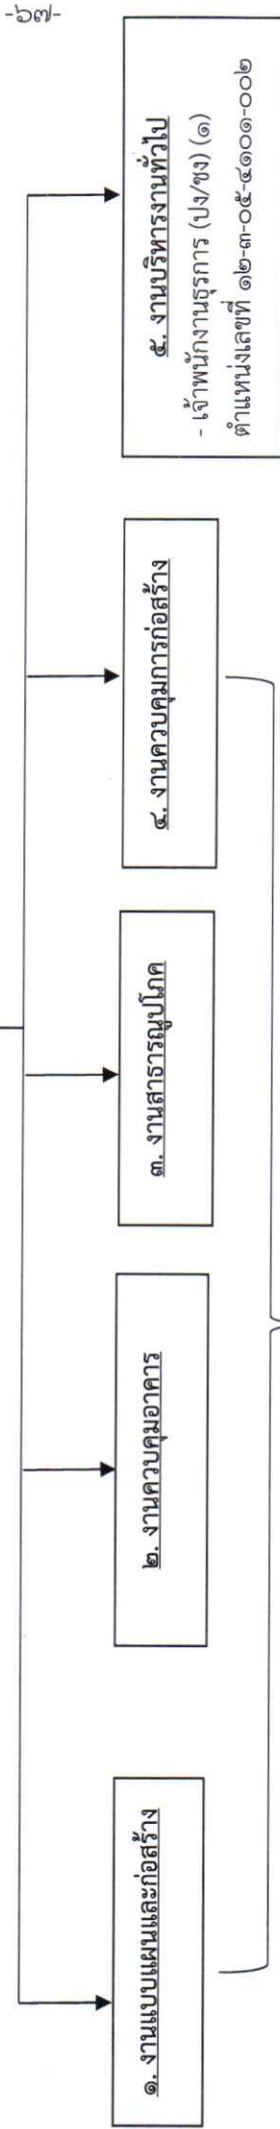 -๖๗-
๑. งานแบบแผนและก่อสร้าง
๒. งานควบคุมอาคาร
๓. งานสาธารณูปโภค
๔. งานควบคุมการก่อสร้าง
๕. งานบริหารงานทั่วไป
- เจ้าพนักงานธุรการ (ปง/ชง) (๑)
ตำแหน่งเลขที่ ๑๒-๓-๐๕-๔๑๐๑-๐๐๒